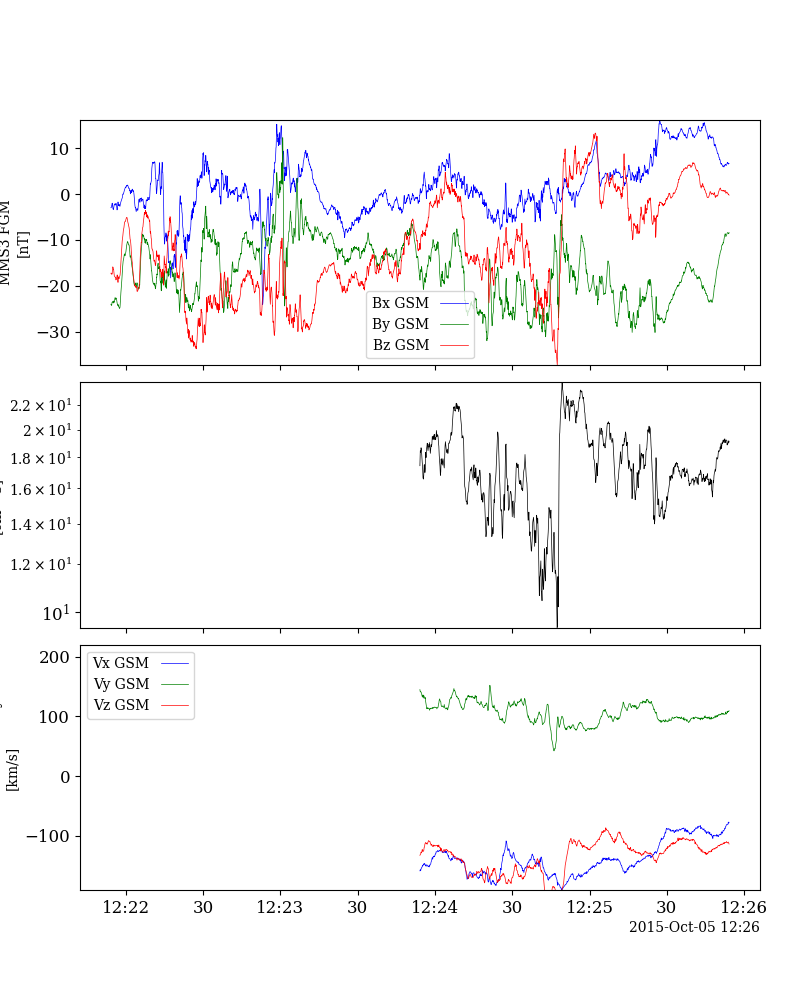 MMS3 FGM
[nT]
10
0
−10
−20
−30
Bx GSM
By GSM
Bz GSM
2.2 × 10¹
2 × 10¹
1.8 × 10¹
1.6 × 10¹
1.4 × 10¹
1.2 × 10¹
10¹
Vx GSM
Vy GSM
Vz GSM
[km/s]
200
100
0
−100
12:22
30
12:23
30
12:24
30
12:25
30
12:26
2015-Oct-05 12:26